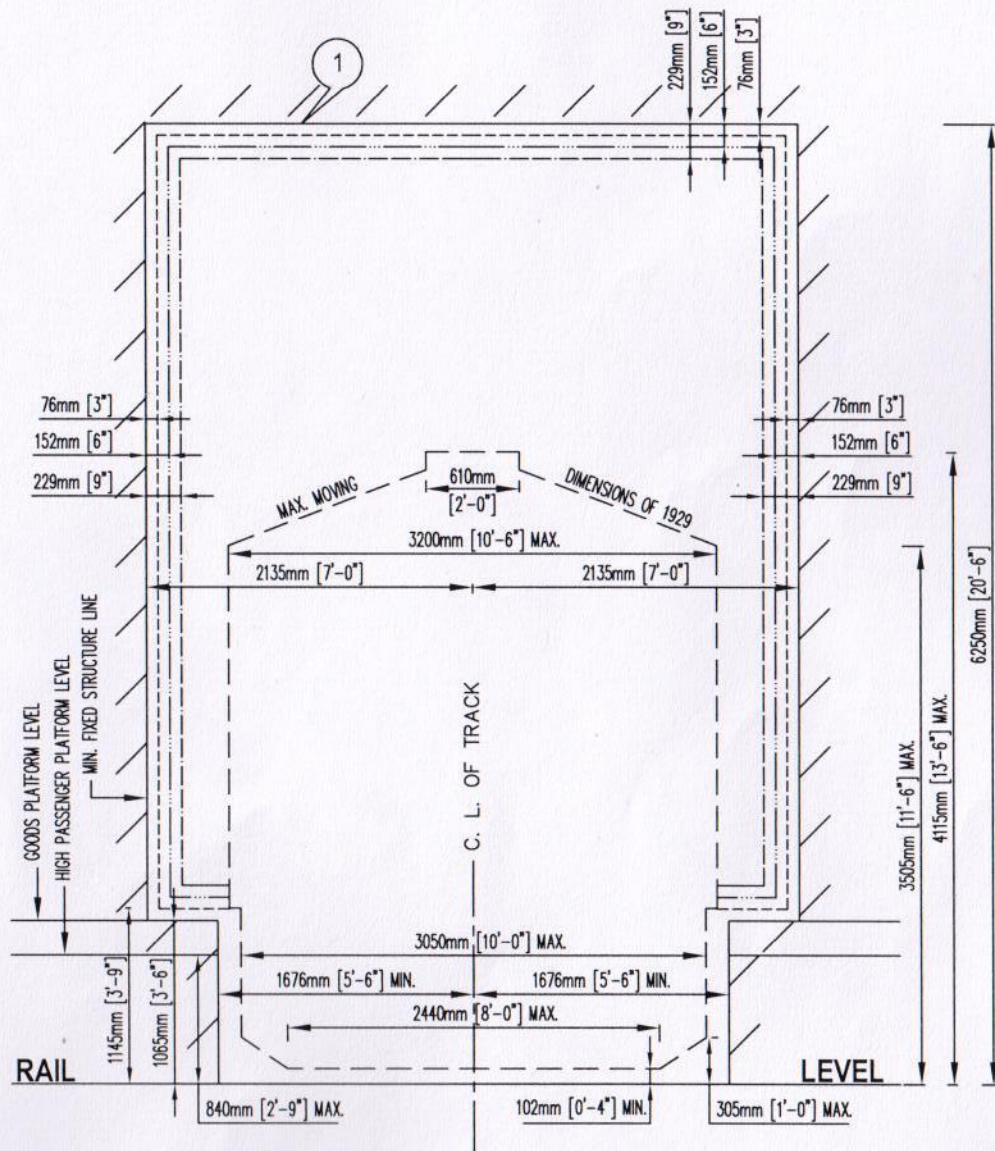 1
229mm [9"]
152mm [6"]
76mm [3"]
76mm [3"]
152mm [6"]
229mm [9"]
76mm [3"]
152mm [6"]
229mm [9"]
MAX. MOVING
DIMENSIONS OF 1929
610mm
[2'-0"]
3200mm [10'-6"] MAX.
2135mm [7'-0"]
2135mm [7'-0"]
6250mm [20'-6"]
4115mm [13'-6"] MAX.
3505mm [11'-6"] MAX.
GOODS PLATFORM LEVEL
HIGH PASSENGER PLATFORM LEVEL
MIN. FIXED STRUCTURE LINE
C. L. OF TRACK
3050mm [10'-0"] MAX.
1676mm [5'-6"] MIN.
1676mm [5'-6"] MIN.
2440mm [8'-0"] MAX.
1145mm [3'-9"]
1065mm [3'-6"]
RAIL
LEVEL
840mm [2'-9"] MAX.
102mm [0'-4"] MIN.
305mm [1'-0"] MAX.